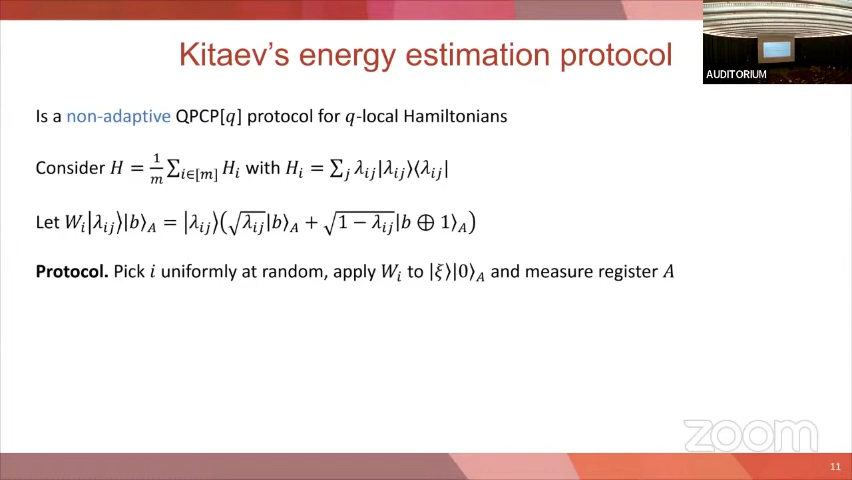 Kitaev's energy estimation protocol
AUDITORIUM
Is a non-adaptive QPCP[𝑞] protocol for 𝑞-local Hamiltonians
Consider 𝐻 = 1/𝑚 ∑_{𝑖∈[𝑚]} 𝐻_𝑖 with 𝐻_𝑖 = ∑_𝑗 𝜆_{𝑖𝑗}|𝜆_{𝑖𝑗}⟩⟨𝜆_{𝑖𝑗}|
Let 𝑊_𝑖|𝜆_{𝑖𝑗}⟩|𝑏⟩_𝐴 = |𝜆_{𝑖𝑗}⟩(√𝜆_{𝑖𝑗}|𝑏⟩_𝐴 + √(1 − 𝜆_{𝑖𝑗})|𝑏 ⊕ 1⟩_𝐴)
Protocol. Pick 𝑖 uniformly at random, apply 𝑊_𝑖 to |𝜉⟩|0⟩_𝐴 and measure register 𝐴
zoom
11